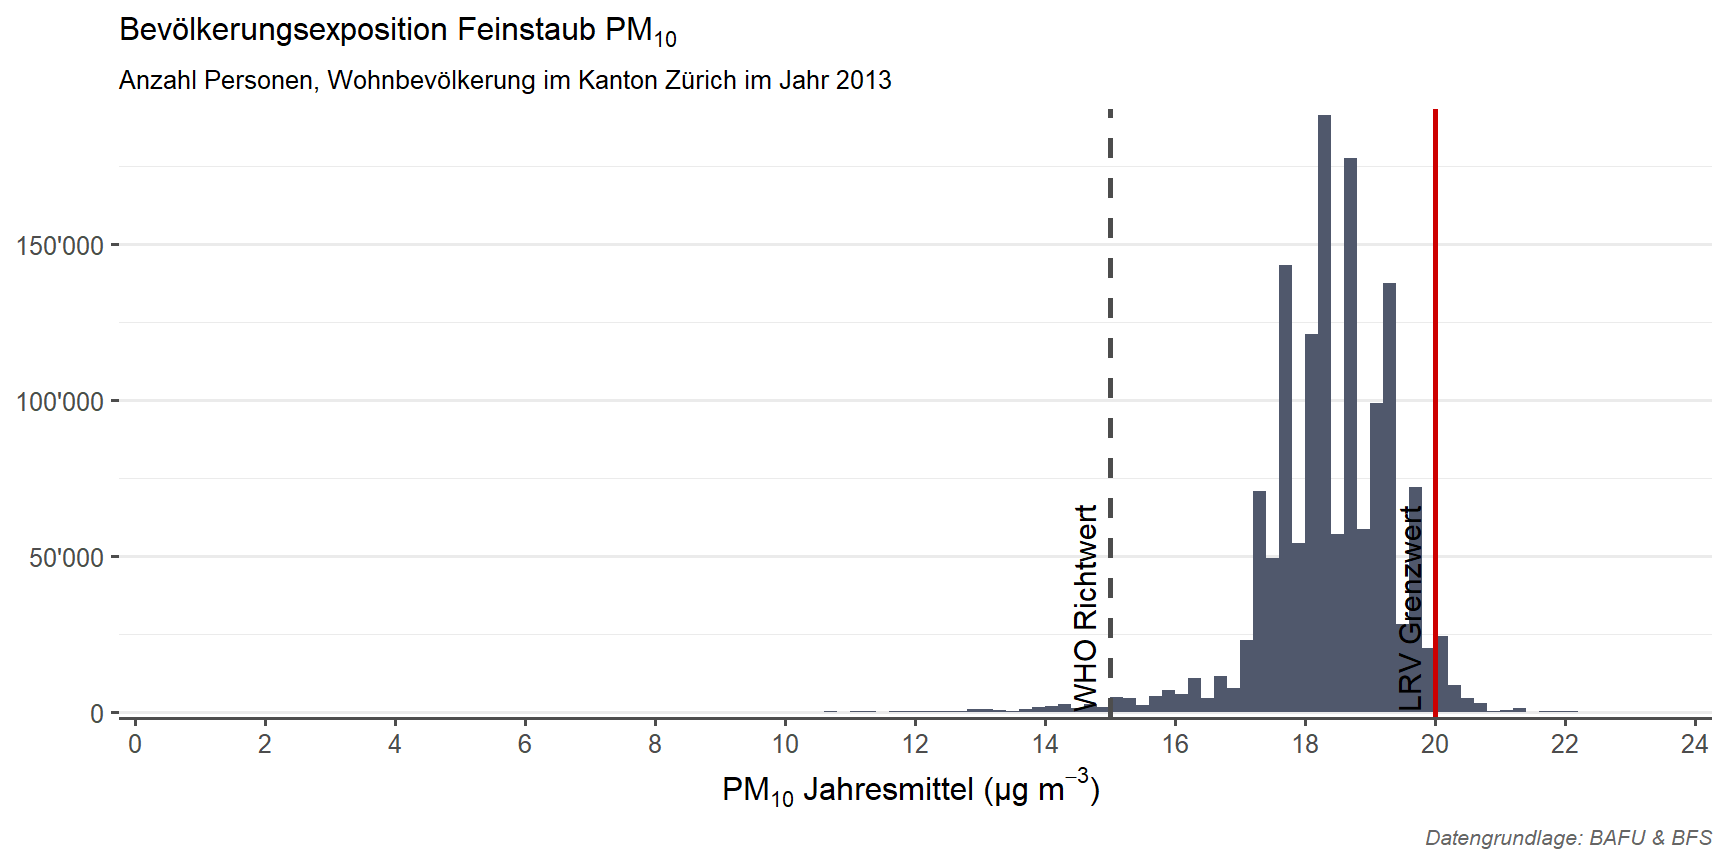 Bevölkerungsexposition Feinstaub PM₁₀
Anzahl Personen, Wohnbevölkerung im Kanton Zürich im Jahr 2013
150'000
100'000
50'000
0
WHO Richtwert
LRV Grenzwert
0 2 4 6 8 10 12 14 16 18 20 22 24
PM₁₀ Jahresmittel (µg m⁻³)
Datengrundlage: BAFU & BFS